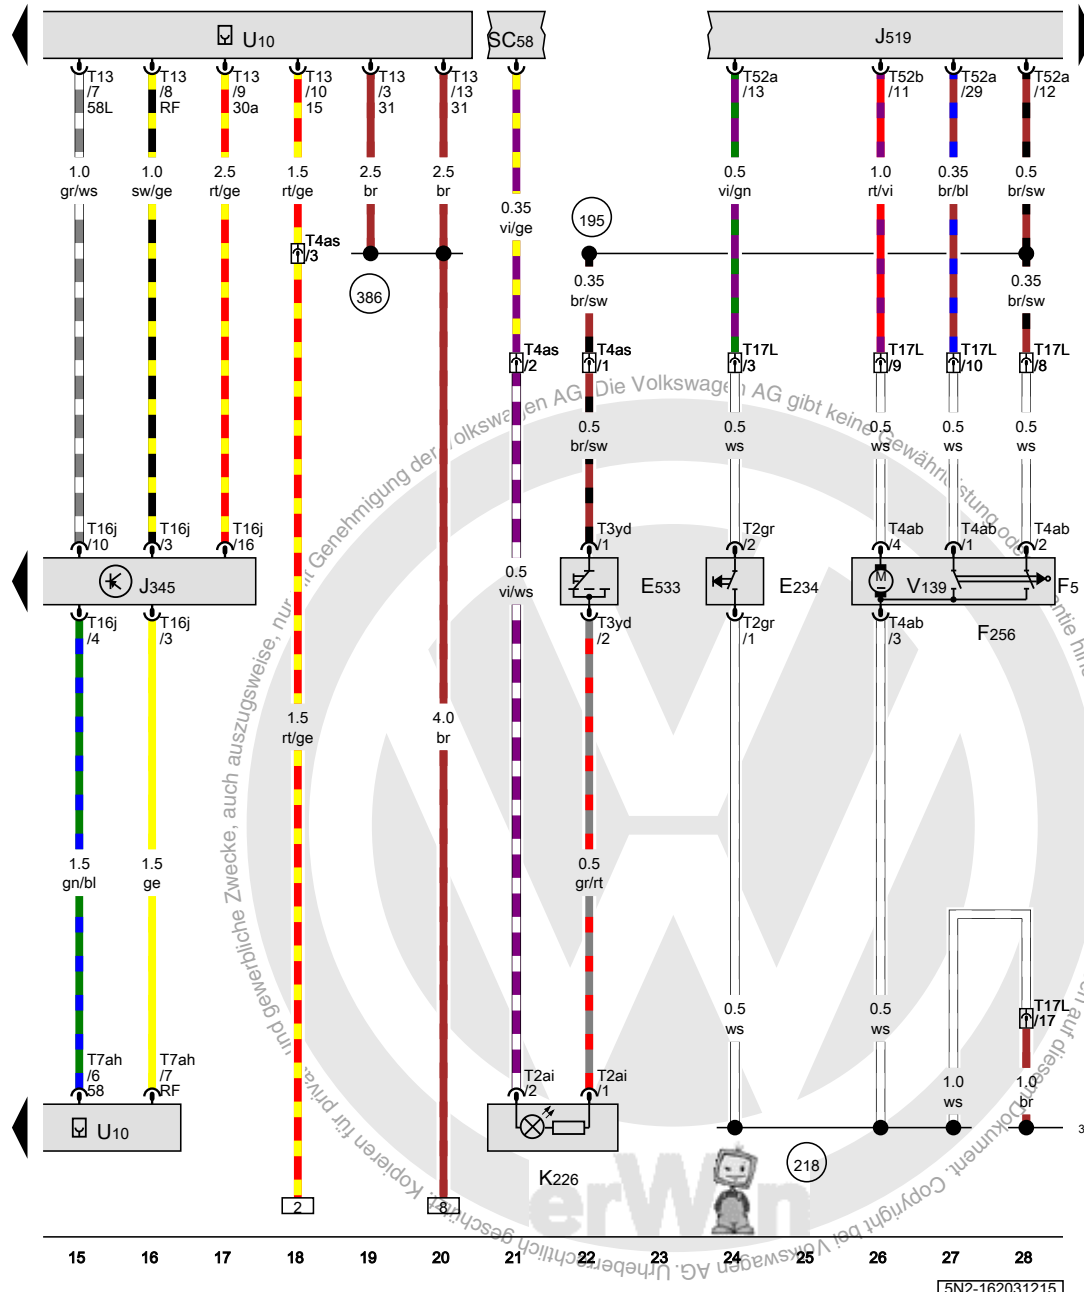 U10
SC58
J519
T13 /7 58L
T13 /8 RF
T13 /9 30a
T13 /10 15
T13 /3 31
T13 /13 31
T52a /13
T52b /11
T52a /29
T52a /12
1.0 gr/ws
1.0 sw/ge
2.5 rt/ge
1.5 rt/ge
2.5 br
2.5 br
0.35 vi/ge
0.5 vi/gn
1.0 rt/vi
0.35 br/bl
0.5 br/sw
195
T4as /3
386
0.35 br/sw
0.35 br/sw
T4as /2
T4as /1
T17L /3
T17L /9
T17L /10
T17L /8
0.5 br/sw
0.5 ws
0.5 ws
0.5 ws
0.5 ws
T16j /10
T16j /3
T16j /16
T3yd /1
T2gr /2
T4ab /4
T4ab /1
T4ab /2
J345
0.5 vi/ws
E533
E234
M
V139
F5
F256
T16j /4
T16j /3
T3yd /2
T2gr /1
T4ab /3
1.5 rt/ge
4.0 br
1.5 gn/bl
1.5 ge
0.5 gr/rt
0.5 ws
0.5 ws
T17L /17
T7ah /6 58
T7ah /7 RF
T2ai /2
T2ai /1
1.0 ws
1.0 br
U10
K226
218
3
2
8
erWin
15 16 17 18 19 20 21 22 23 24 25 26 27 28
5N2-162031215